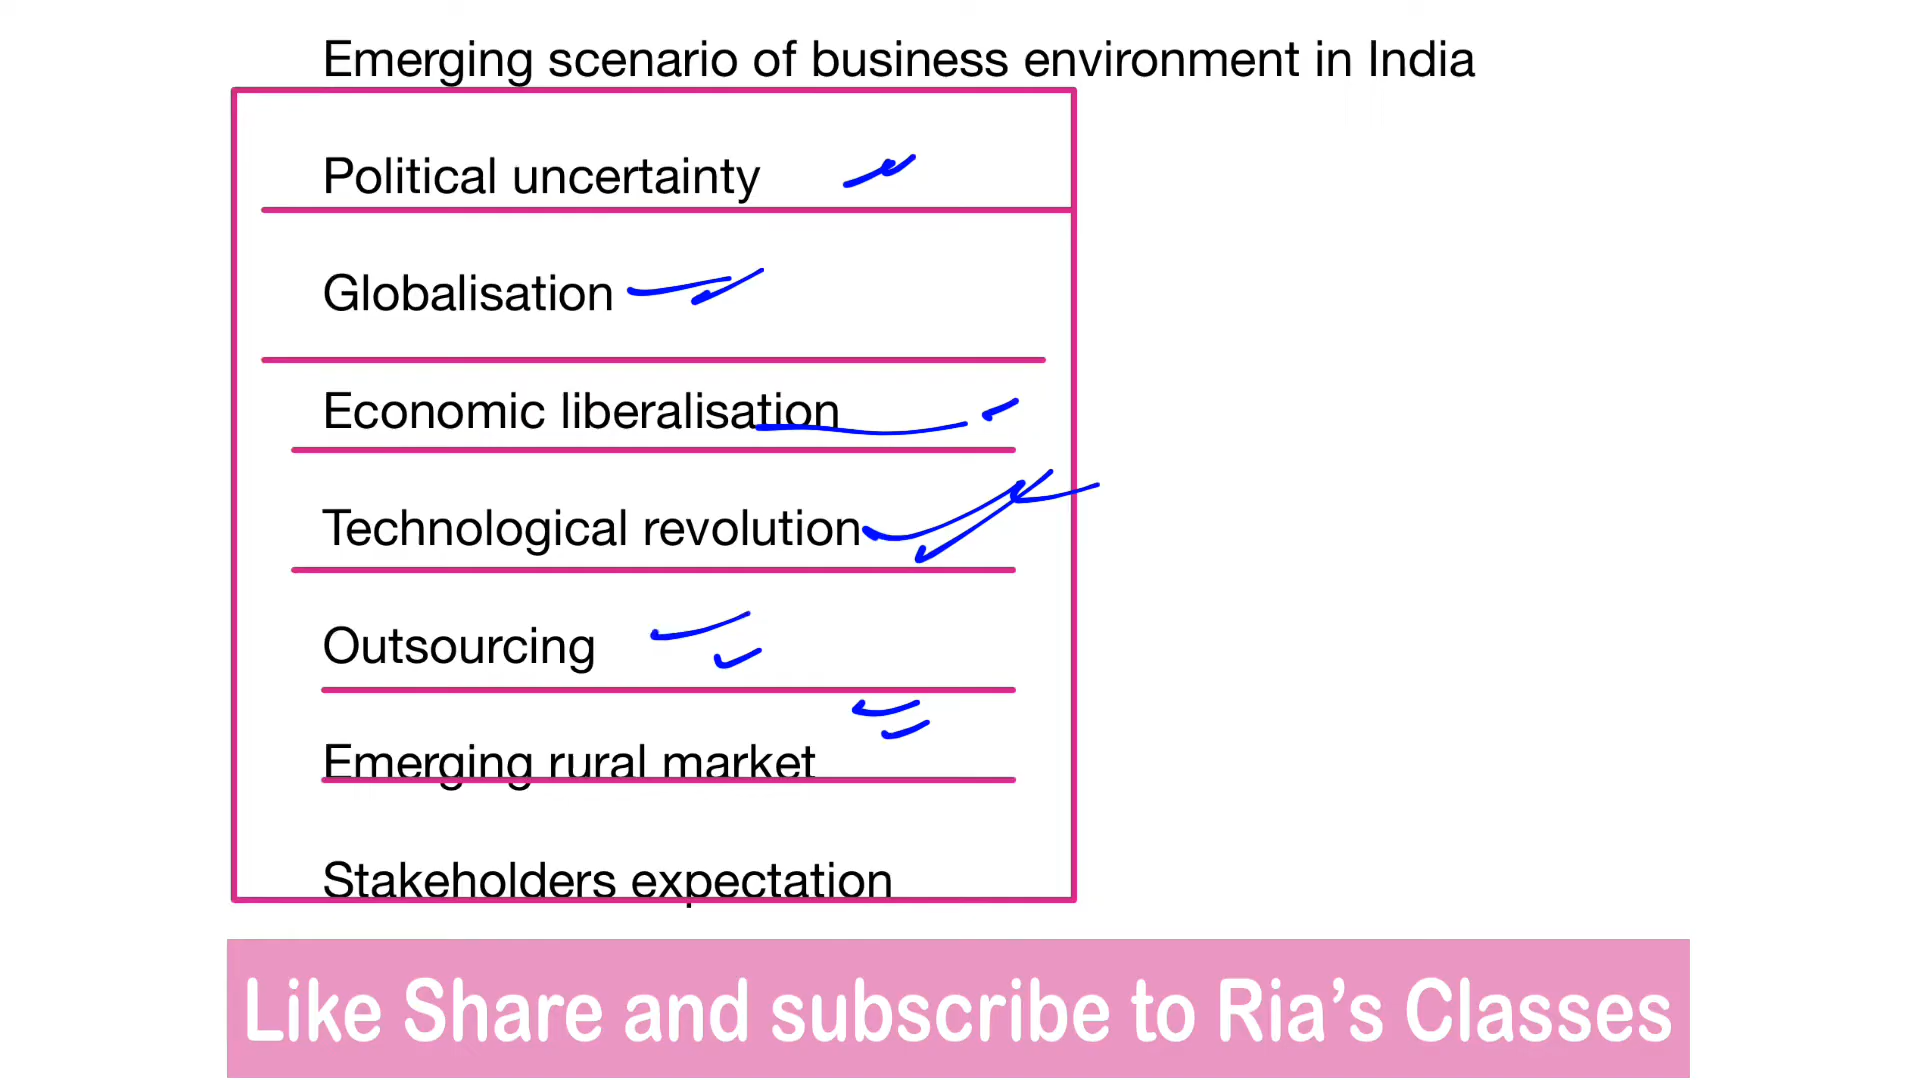 Emerging scenario of business environment in India
Political uncertainty
Globalisation
Economic liberalisation
Technological revolution
Outsourcing
Emerging rural market
Stakeholders expectation
Like Share and subscribe to Ria's Classes